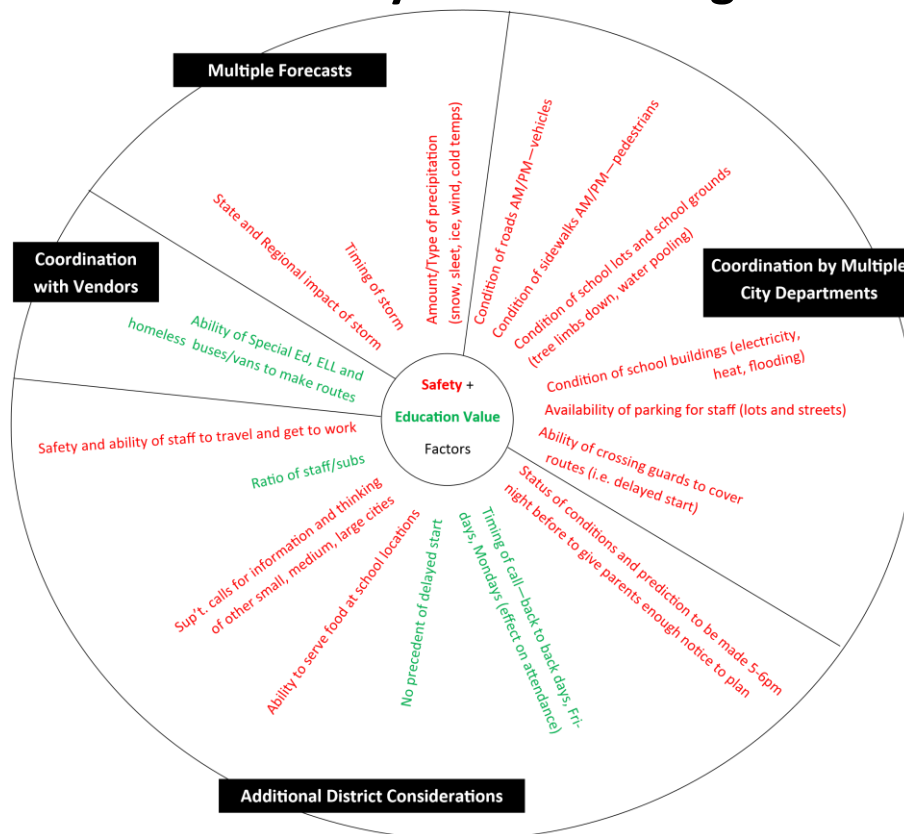 Multiple Forecasts
State and Regional impact of storm
Timing of storm
Amount/Type of precipitation
(snow, sleet, ice, wind, cold temps)
Condition of roads AM/PM—vehicles
Condition of sidewalks AM/PM—pedestrians
Condition of school lots and school grounds
(tree limbs down, water pooling)
Coordination by Multiple
City Departments
Condition of school buildings (electricity,
heat, flooding)
Availability of parking for staff (lots and streets)
Ability of crossing guards to cover
routes (i.e. delayed start)
Coordination
with Vendors
Ability of Special Ed, ELL and
homeless buses/vans to make routes
Safety +
Education Value
Factors
Safety and ability of staff to travel and get to work
Ratio of staff/subs
Sup't. calls for information and thinking
of other small, medium, large cities
Ability to serve food at school locations
No precedent of delayed start
Timing of call—back to back days, Fri-
days, Mondays (effect on attendance)
Status of conditions and prediction to be made 5-6pm
night before to give parents enough notice to plan
Additional District Considerations